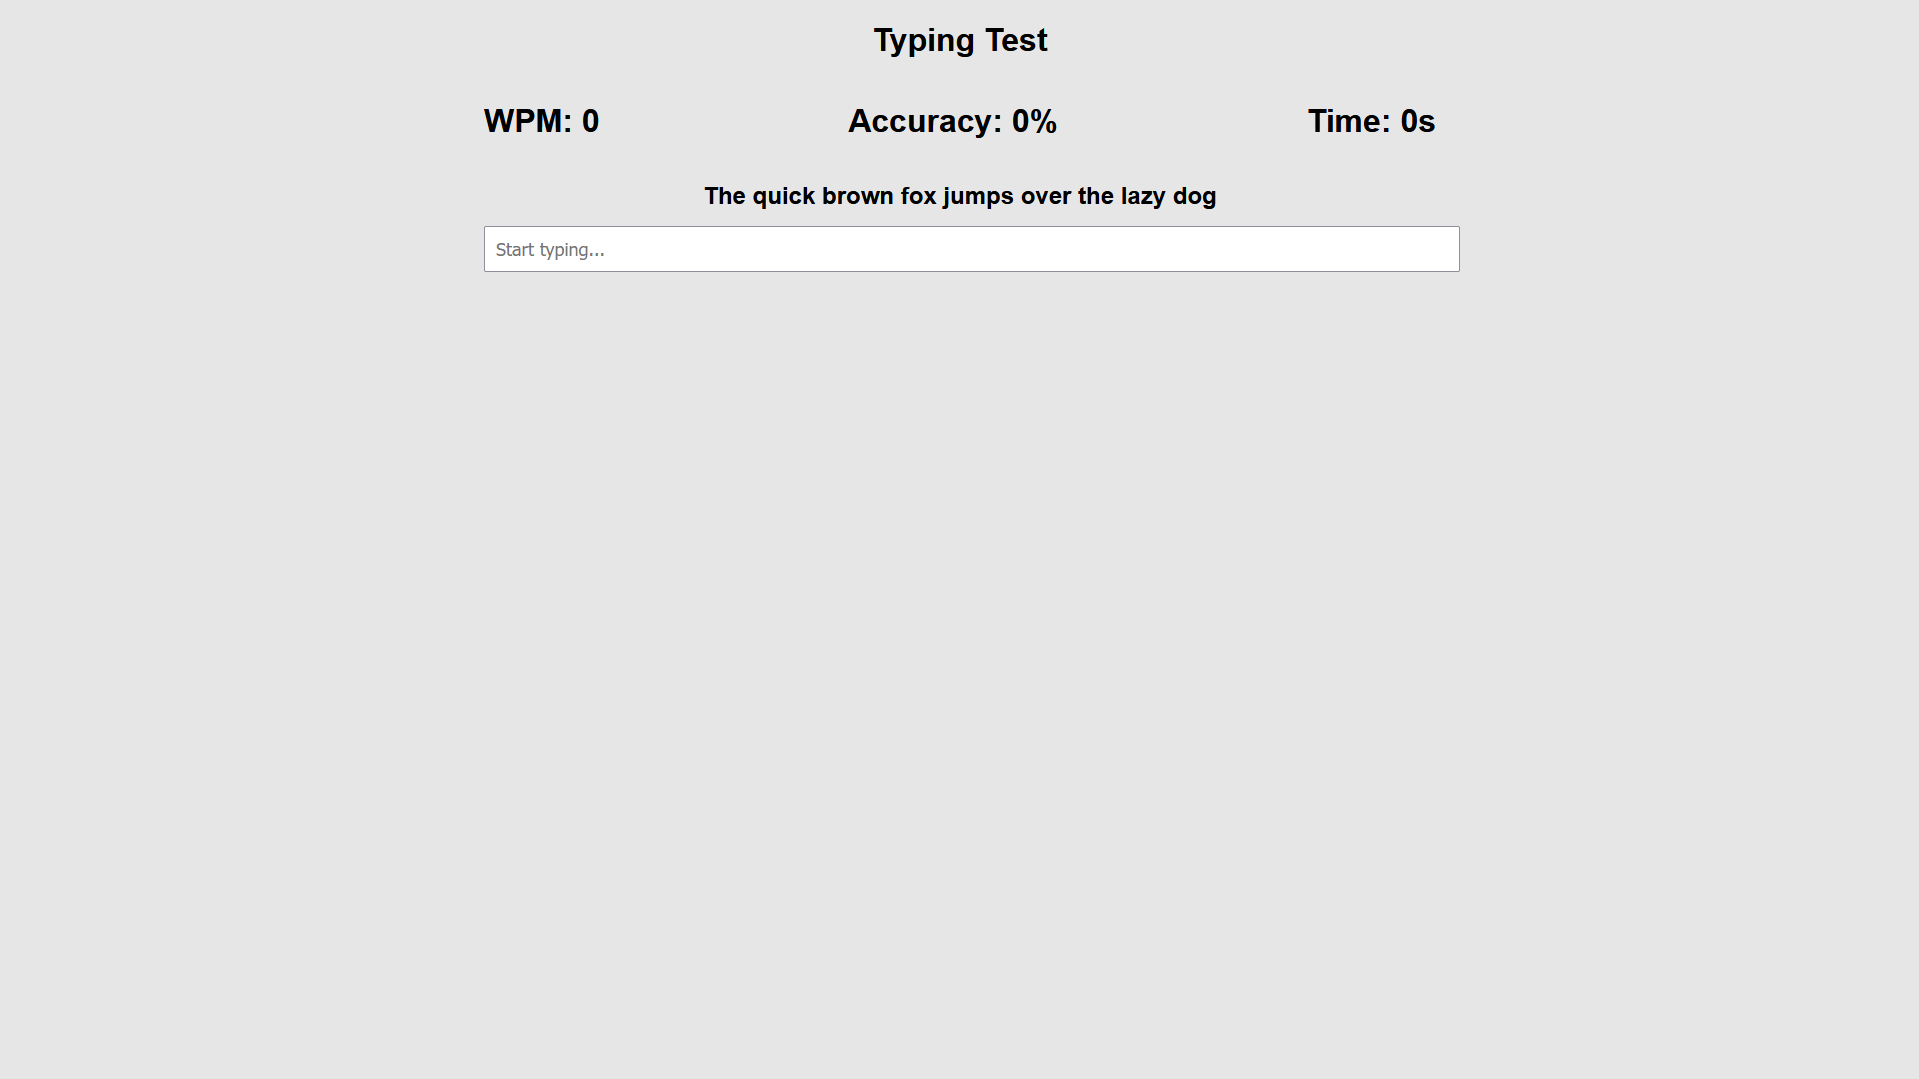 Typing Test
WPM: 0 Accuracy: 0% Time: 0s
The quick brown fox jumps over the lazy dog
Start typing...